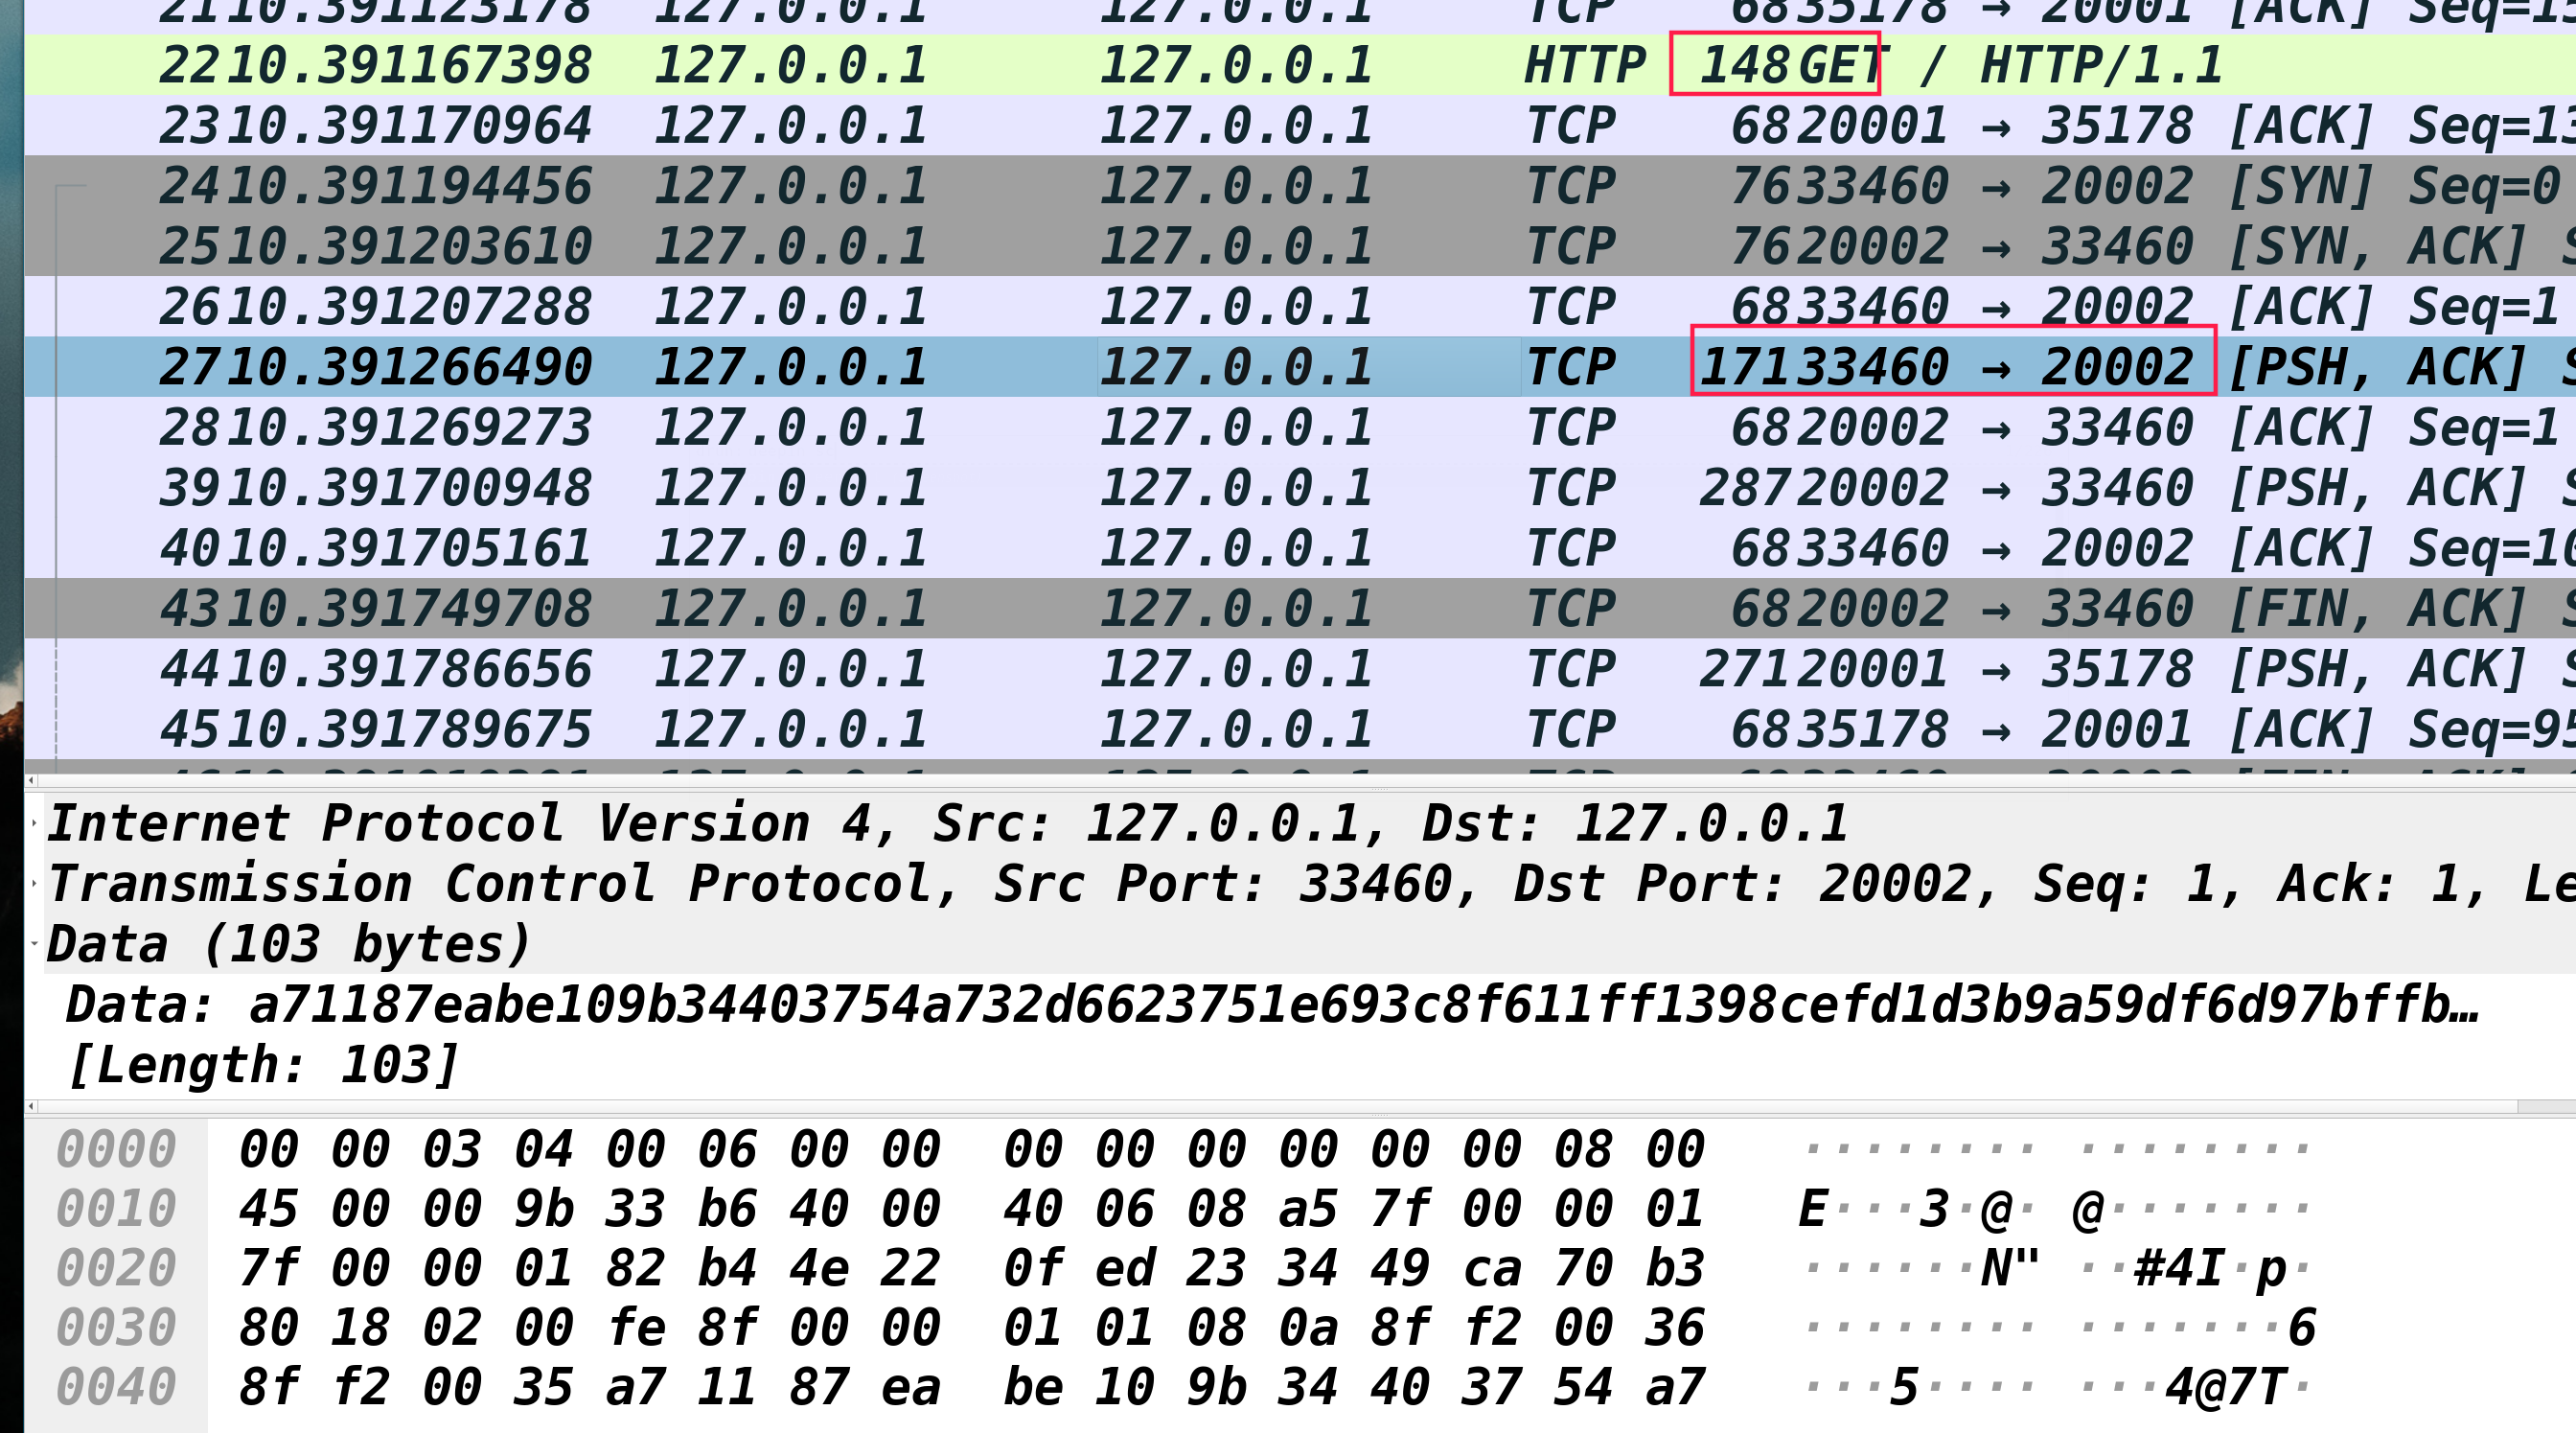 21 10.391123178 127.0.0.1 127.0.0.1 TCP 68 35178 → 20001 [ACK]
22 10.391167398 127.0.0.1 127.0.0.1 HTTP 148 GET / HTTP/1.1
23 10.391170964 127.0.0.1 127.0.0.1 TCP 68 20001 → 35178 [ACK] Seq=13
24 10.391194456 127.0.0.1 127.0.0.1 TCP 76 33460 → 20002 [SYN] Seq=0
25 10.391203610 127.0.0.1 127.0.0.1 TCP 76 20002 → 33460 [SYN, ACK] S
26 10.391207288 127.0.0.1 127.0.0.1 TCP 68 33460 → 20002 [ACK] Seq=1
27 10.391266490 127.0.0.1 127.0.0.1 TCP 171 33460 → 20002 [PSH, ACK] S
28 10.391269273 127.0.0.1 127.0.0.1 TCP 68 20002 → 33460 [ACK] Seq=1
39 10.391700948 127.0.0.1 127.0.0.1 TCP 287 20002 → 33460 [PSH, ACK] S
40 10.391705161 127.0.0.1 127.0.0.1 TCP 68 33460 → 20002 [ACK] Seq=10
43 10.391749708 127.0.0.1 127.0.0.1 TCP 68 20002 → 33460 [FIN, ACK] S
44 10.391786656 127.0.0.1 127.0.0.1 TCP 271 20001 → 35178 [PSH, ACK] S
45 10.391789675 127.0.0.1 127.0.0.1 TCP 68 35178 → 20001 [ACK] Seq=95
Internet Protocol Version 4, Src: 127.0.0.1, Dst: 127.0.0.1
Transmission Control Protocol, Src Port: 33460, Dst Port: 20002, Seq: 1, Ack: 1, Le
Data (103 bytes)
Data: a71187eabe109b34403754a732d6623751e693c8f611ff1398cefd1d3b9a59df6d97bffb…
[Length: 103]
0000 00 00 03 04 00 06 00 00 00 00 00 00 00 00 08 00 ········ ········
0010 45 00 00 9b 33 b6 40 00 40 06 08 a5 7f 00 00 01 E···3·@· @·······
0020 7f 00 00 01 82 b4 4e 22 0f ed 23 34 49 ca 70 b3 ······N" ··#4I·p·
0030 80 18 02 00 fe 8f 00 00 01 01 08 0a 8f f2 00 36 ········ ·······6
0040 8f f2 00 35 a7 11 87 ea be 10 9b 34 40 37 54 a7 ···5···· ···4@7T·